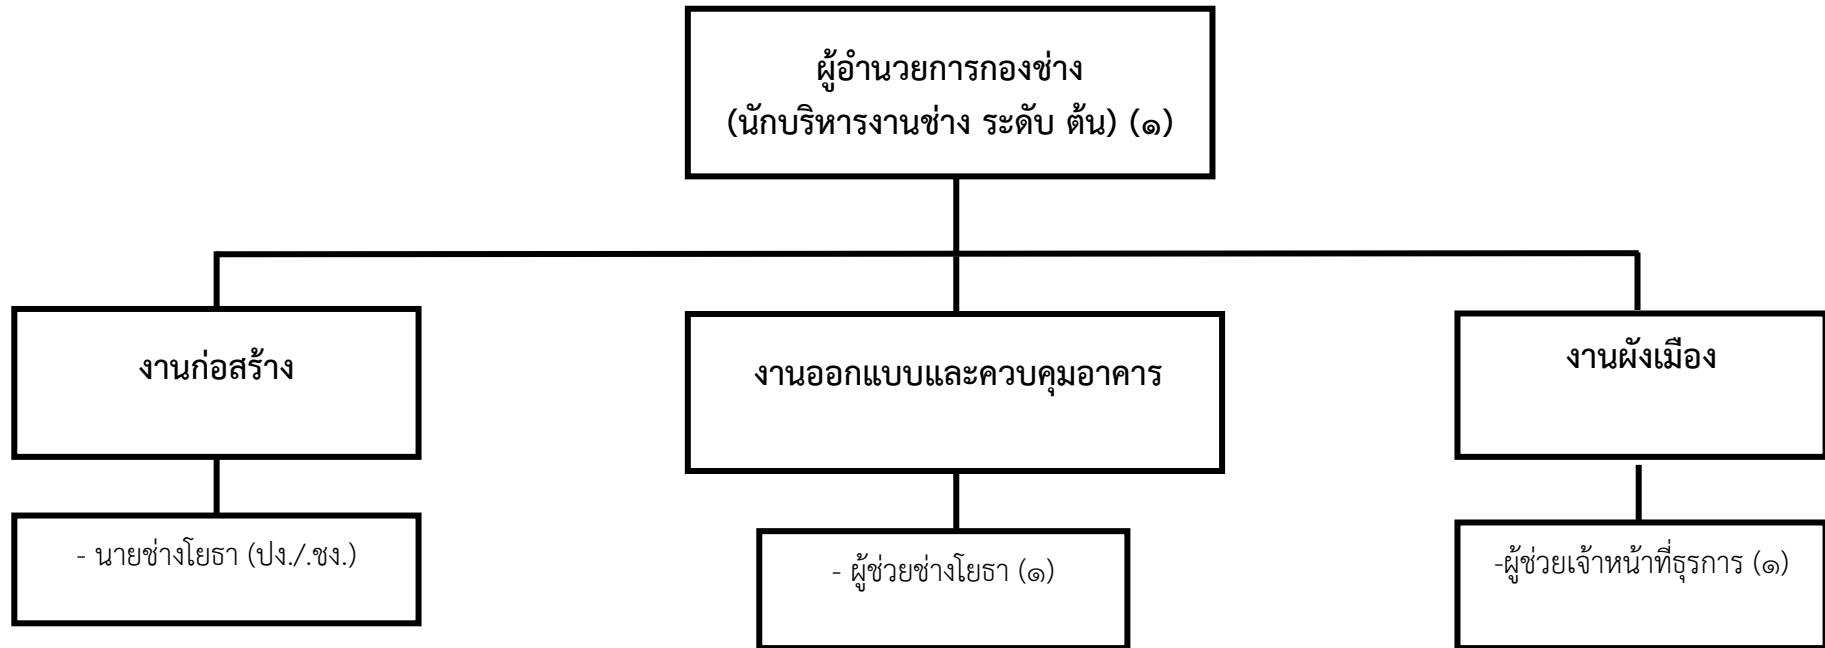 ผู้อำนวยการกองช่าง
(นักบริหารงานช่าง ระดับ ต้น) (๑)
งานก่อสร้าง
งานออกแบบและควบคุมอาคาร
งานผังเมือง
- นายช่างโยธา (ปง./.ชง.)
- ผู้ช่วยช่างโยธา (๑)
-ผู้ช่วยเจ้าหน้าที่ธุรการ (๑)